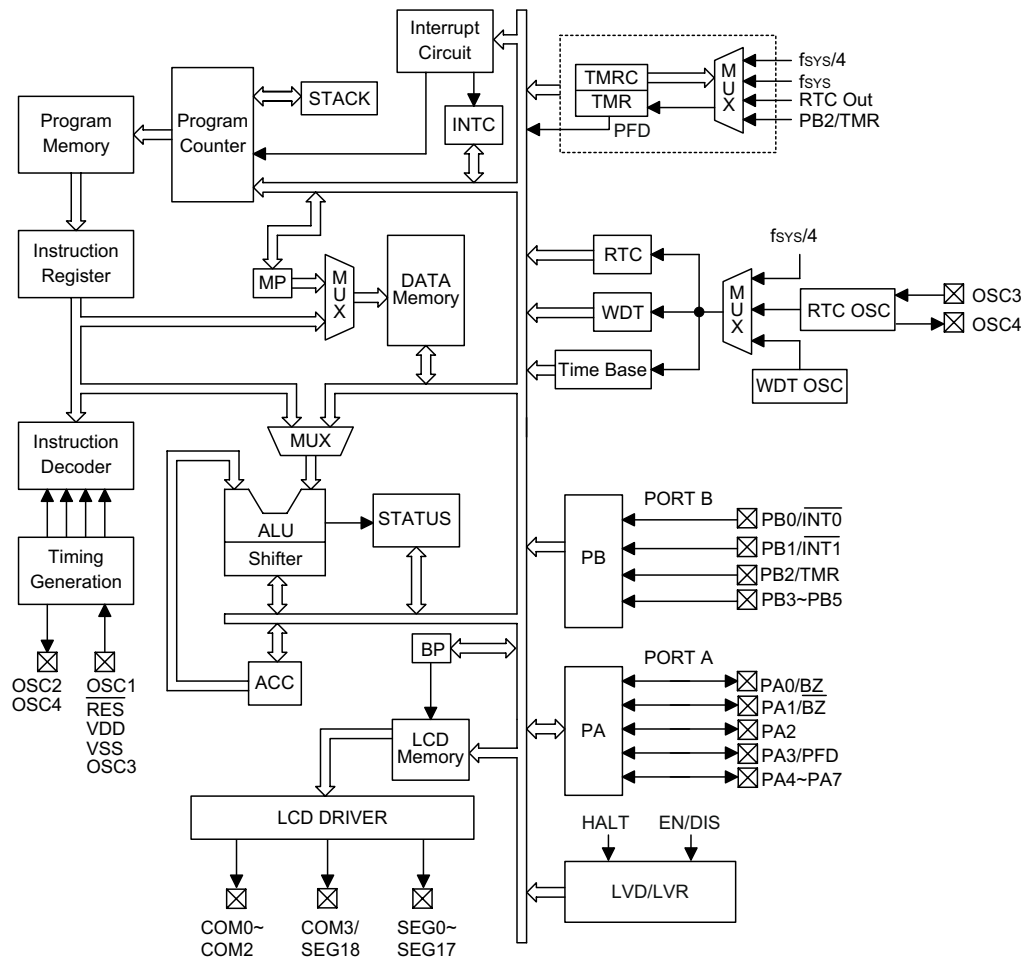 Interrupt
Circuit
STACK
INTC
Program
Memory
Program
Counter
TMRC
TMR
MUX
fSYS/4
fSYS
RTC Out
PB2/TMR
PFD
Instruction
Register
MP
MUX
DATA
Memory
RTC
WDT
Time Base
MUX
fSYS/4
RTC OSC
OSC3
OSC4
WDT OSC
Instruction
Decoder
MUX
ALU
Shifter
STATUS
Timing
Generation
OSC2
OSC4
OSC1
R̅E̅S̅
VDD
VSS
OSC3
ACC
BP
LCD
Memory
LCD DRIVER
COM0~
COM2
COM3/
SEG18
SEG0~
SEG17
PORT B
PB
PB0/I̅N̅T̅0̅
PB1/I̅N̅T̅1̅
PB2/TMR
PB3~PB5
PORT A
PA
PA0/BZ
PA1/B̅Z̅
PA2
PA3/PFD
PA4~PA7
HALT
EN/DIS
LVD/LVR